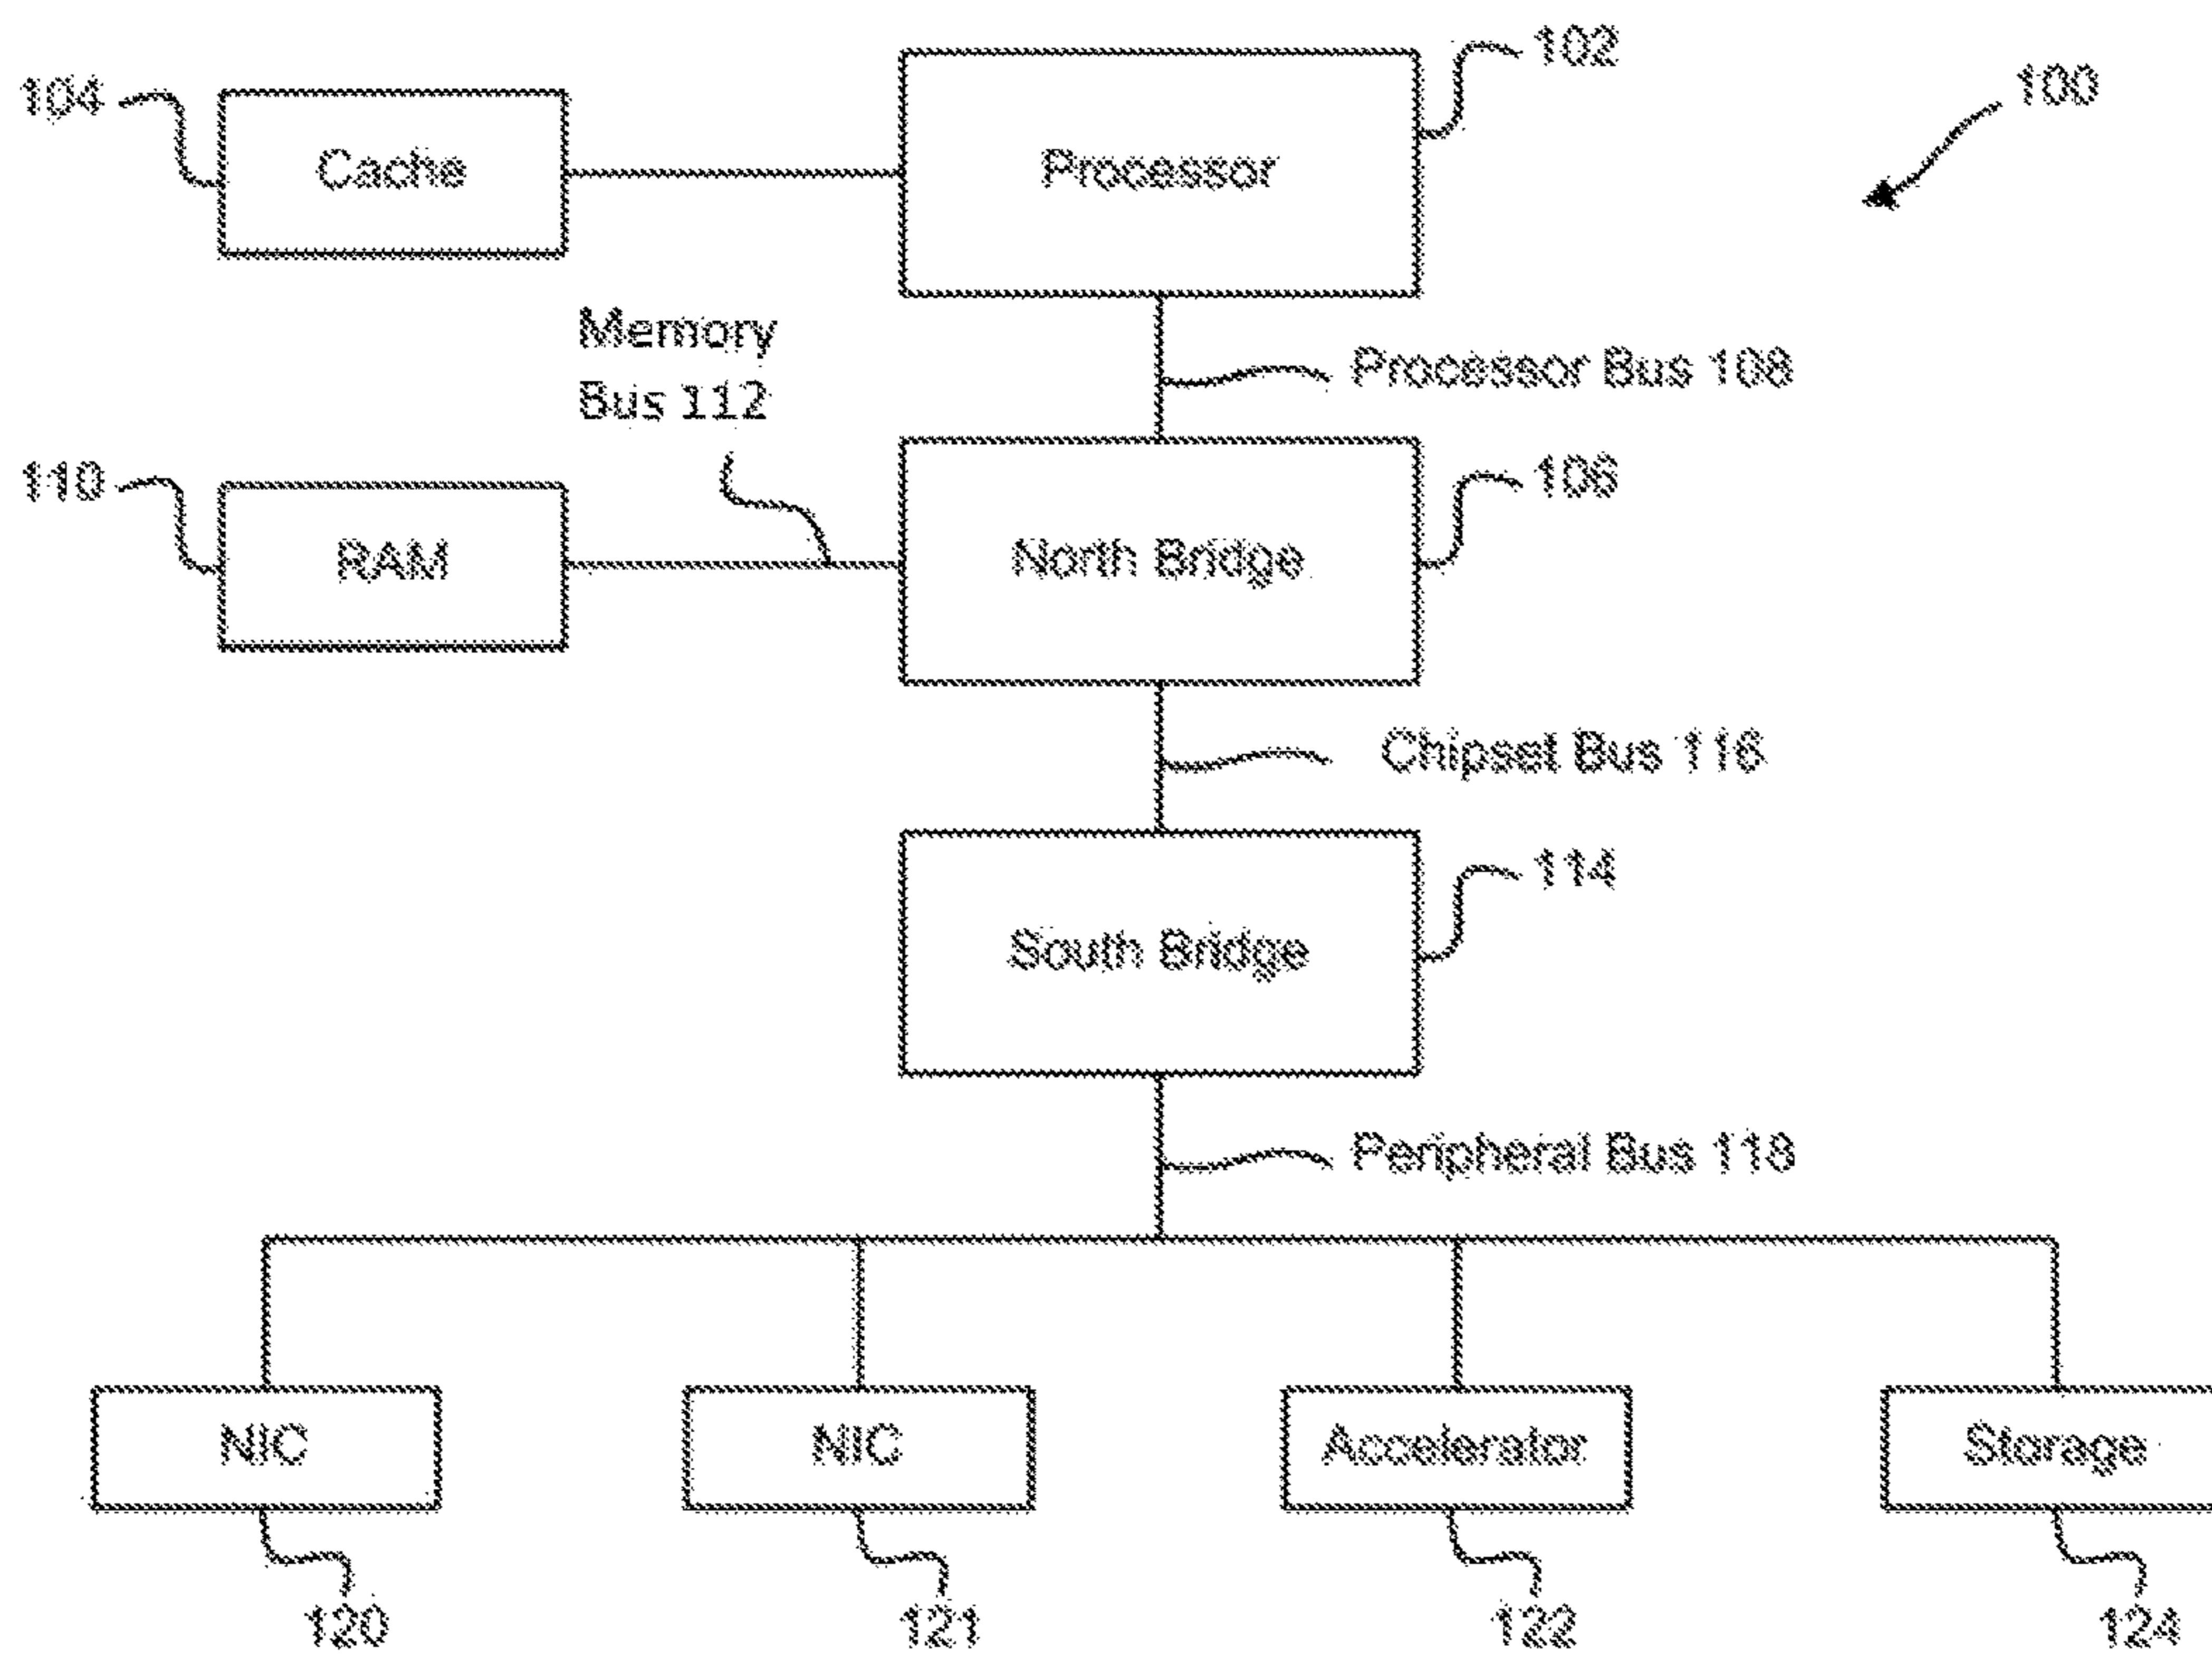 102
100
104
Cache
Processor
Memory
Bus 112
Processor Bus 108
110
106
RAM
North Bridge
Chipset Bus 116
114
South Bridge
Peripheral Bus 118
NIC
NIC
Accelerator
Storage
120
121
122
124